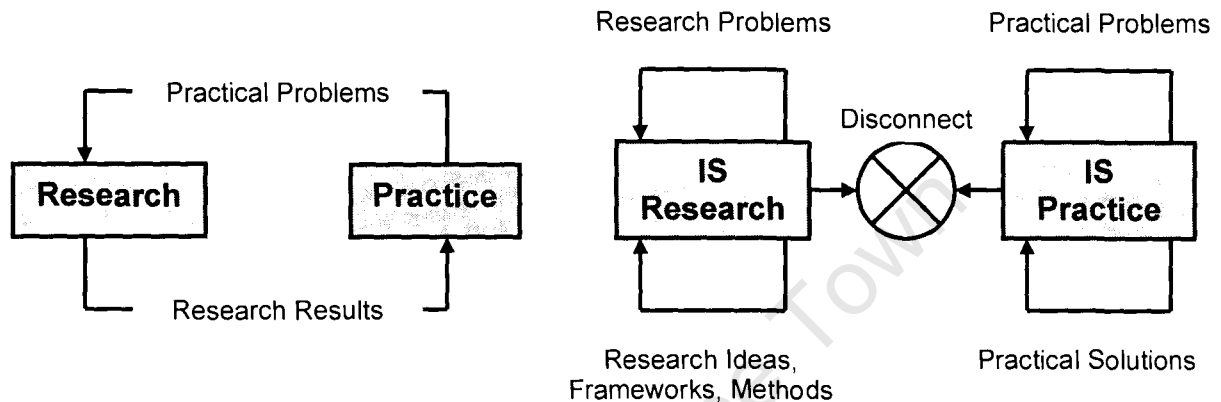 Practical Problems
Research
Practice
Research Results
Research Problems
Practical Problems
Disconnect
IS
Research
IS
Practice
Research Ideas,
Frameworks, Methods
Practical Solutions
Town